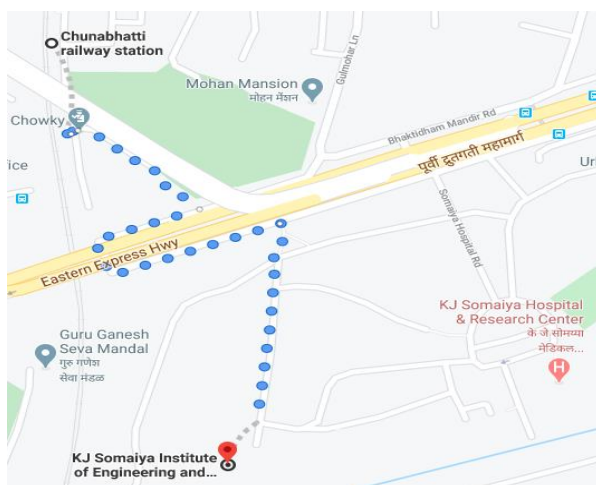 Chunabhatti
railway station
Mohan Mansion
मोहन मॅशन
Gulmohar Ln
Chowky
Bhaktidham Mandir Rd
पूर्वी द्रुतगती महामार्ग
Somaiya Hospital Rd
Eastern Express Hwy
KJ Somaiya Hospital
& Research Center
के जे सोमय्या
मेडिकल...
H
Guru Ganesh
Seva Mandal
गुरु गणेश
सेवा मंडळ
KJ Somaiya Institute
of Engineering and...